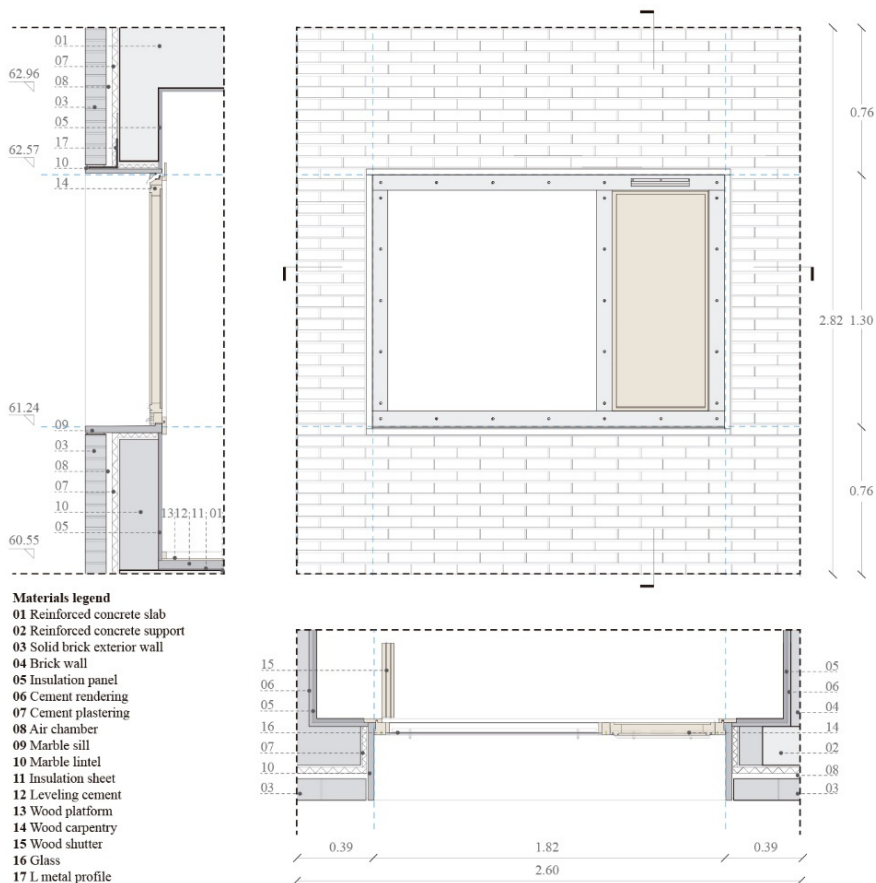 01
07
62.96
08
03
05
17
62.57
10
14
61.24
09
03
08
07
10
13 12 11 01
05
60.55
0.76
2.82 1.30
0.76
Materials legend
01 Reinforced concrete slab
02 Reinforced concrete support
03 Solid brick exterior wall
04 Brick wall
05 Insulation panel
06 Cement rendering
07 Cement plastering
08 Air chamber
09 Marble sill
10 Marble lintel
11 Insulation sheet
12 Leveling cement
13 Wood platform
14 Wood carpentry
15 Wood shutter
16 Glass
17 L metal profile
15
06
05
16
07
10
03
05
06
04
14
02
08
03
0.39 1.82 0.39
2.60